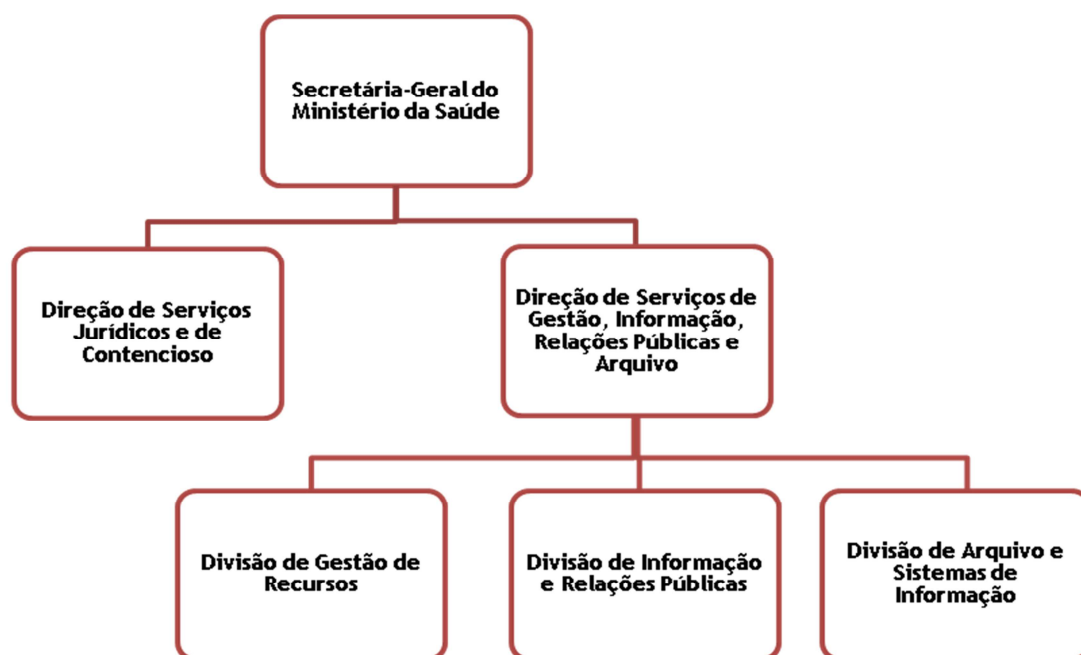 Secretária-Geral do
Ministério da Saúde
Direção de Serviços
Jurídicos e de
Contencioso
Direção de Serviços de
Gestão, Informação,
Relações Públicas e
Arquivo
Divisão de Gestão de
Recursos
Divisão de Informação
e Relações Públicas
Divisão de Arquivo e
Sistemas de
Informação